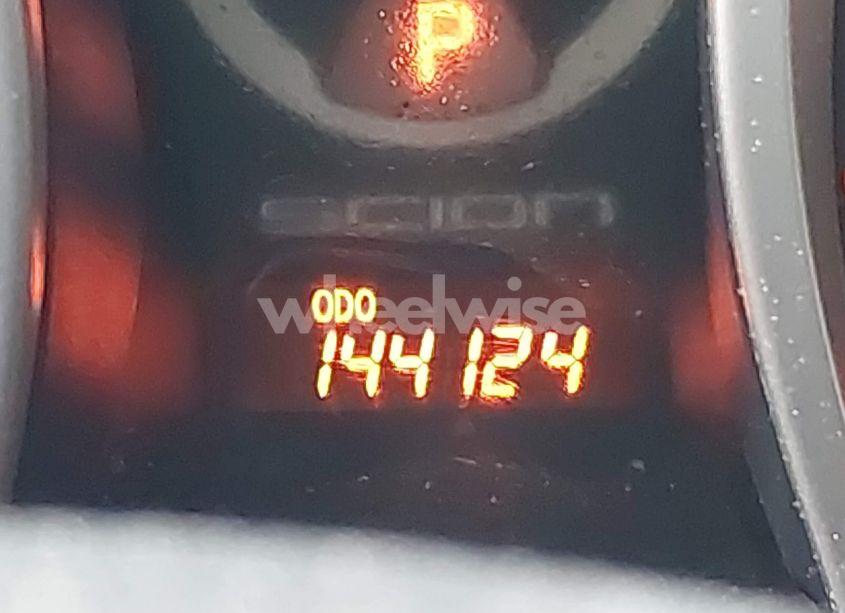 P
SCION
wheelwise
ODO
144124